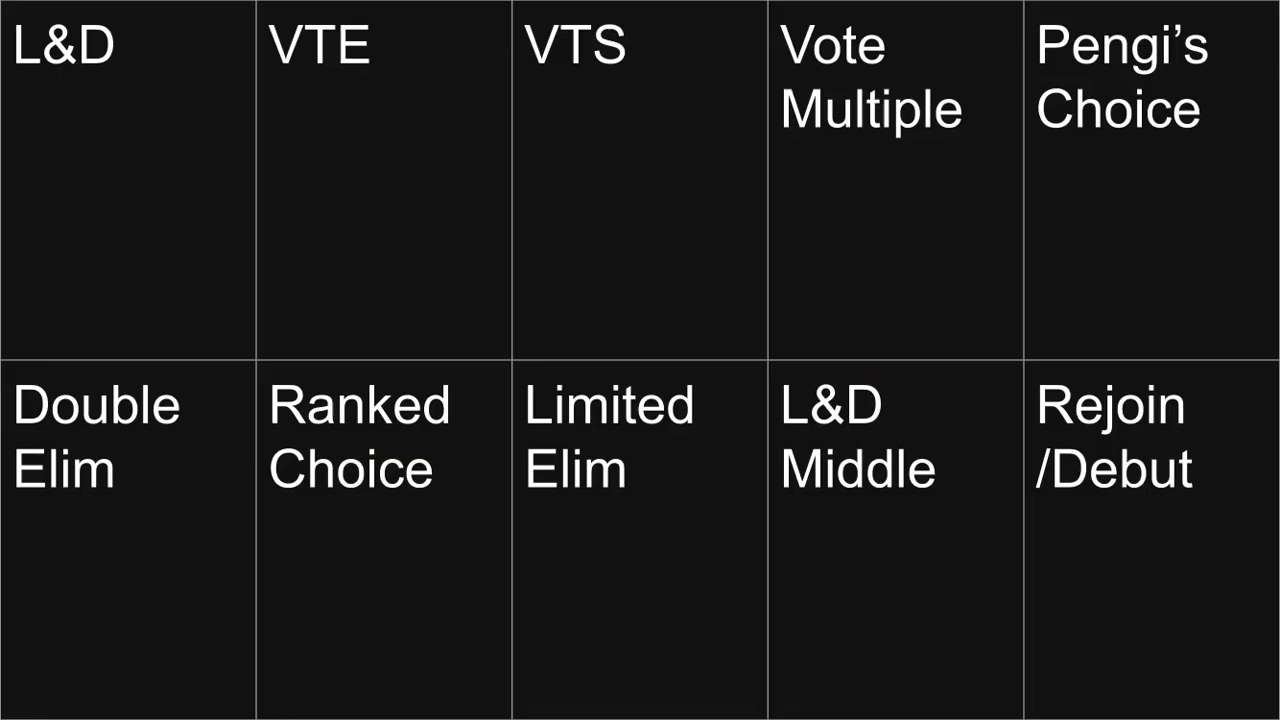 L&D
VTE
VTS
Vote
Multiple
Pengi’s
Choice
Double
Elim
Ranked
Choice
Limited
Elim
L&D
Middle
Rejoin
/Debut